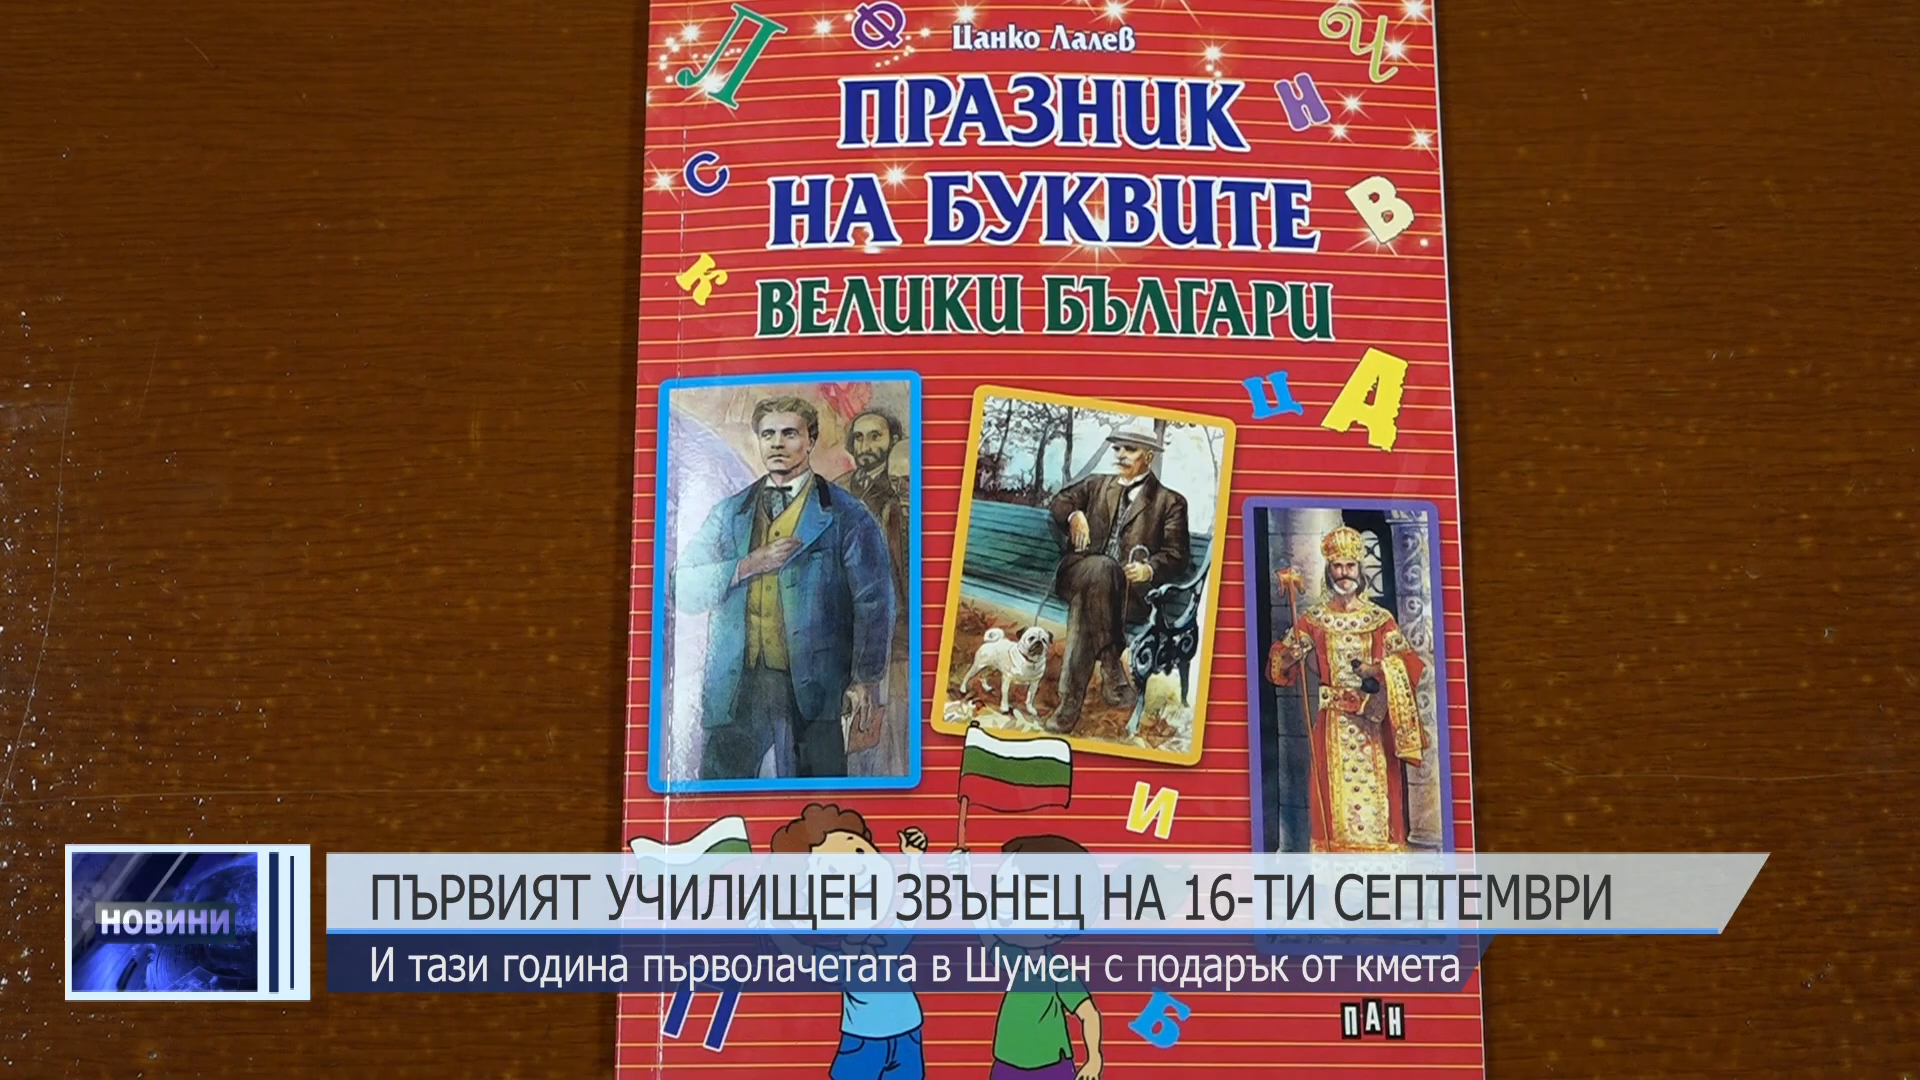 Цанко Лалев
ПРАЗНИК
НА БУКВИТЕ
ВЕЛИКИ БЪЛГАРИ
Л
Ф
Ч
Н
С
В
К
Ц
А
И
П
Б
ПАН
НОВИНИ
ПЪРВИЯТ УЧИЛИЩЕН ЗВЪНЕЦ НА 16-ТИ СЕПТЕМВРИ
И тази година първолачетата в Шумен с подарък от кмета